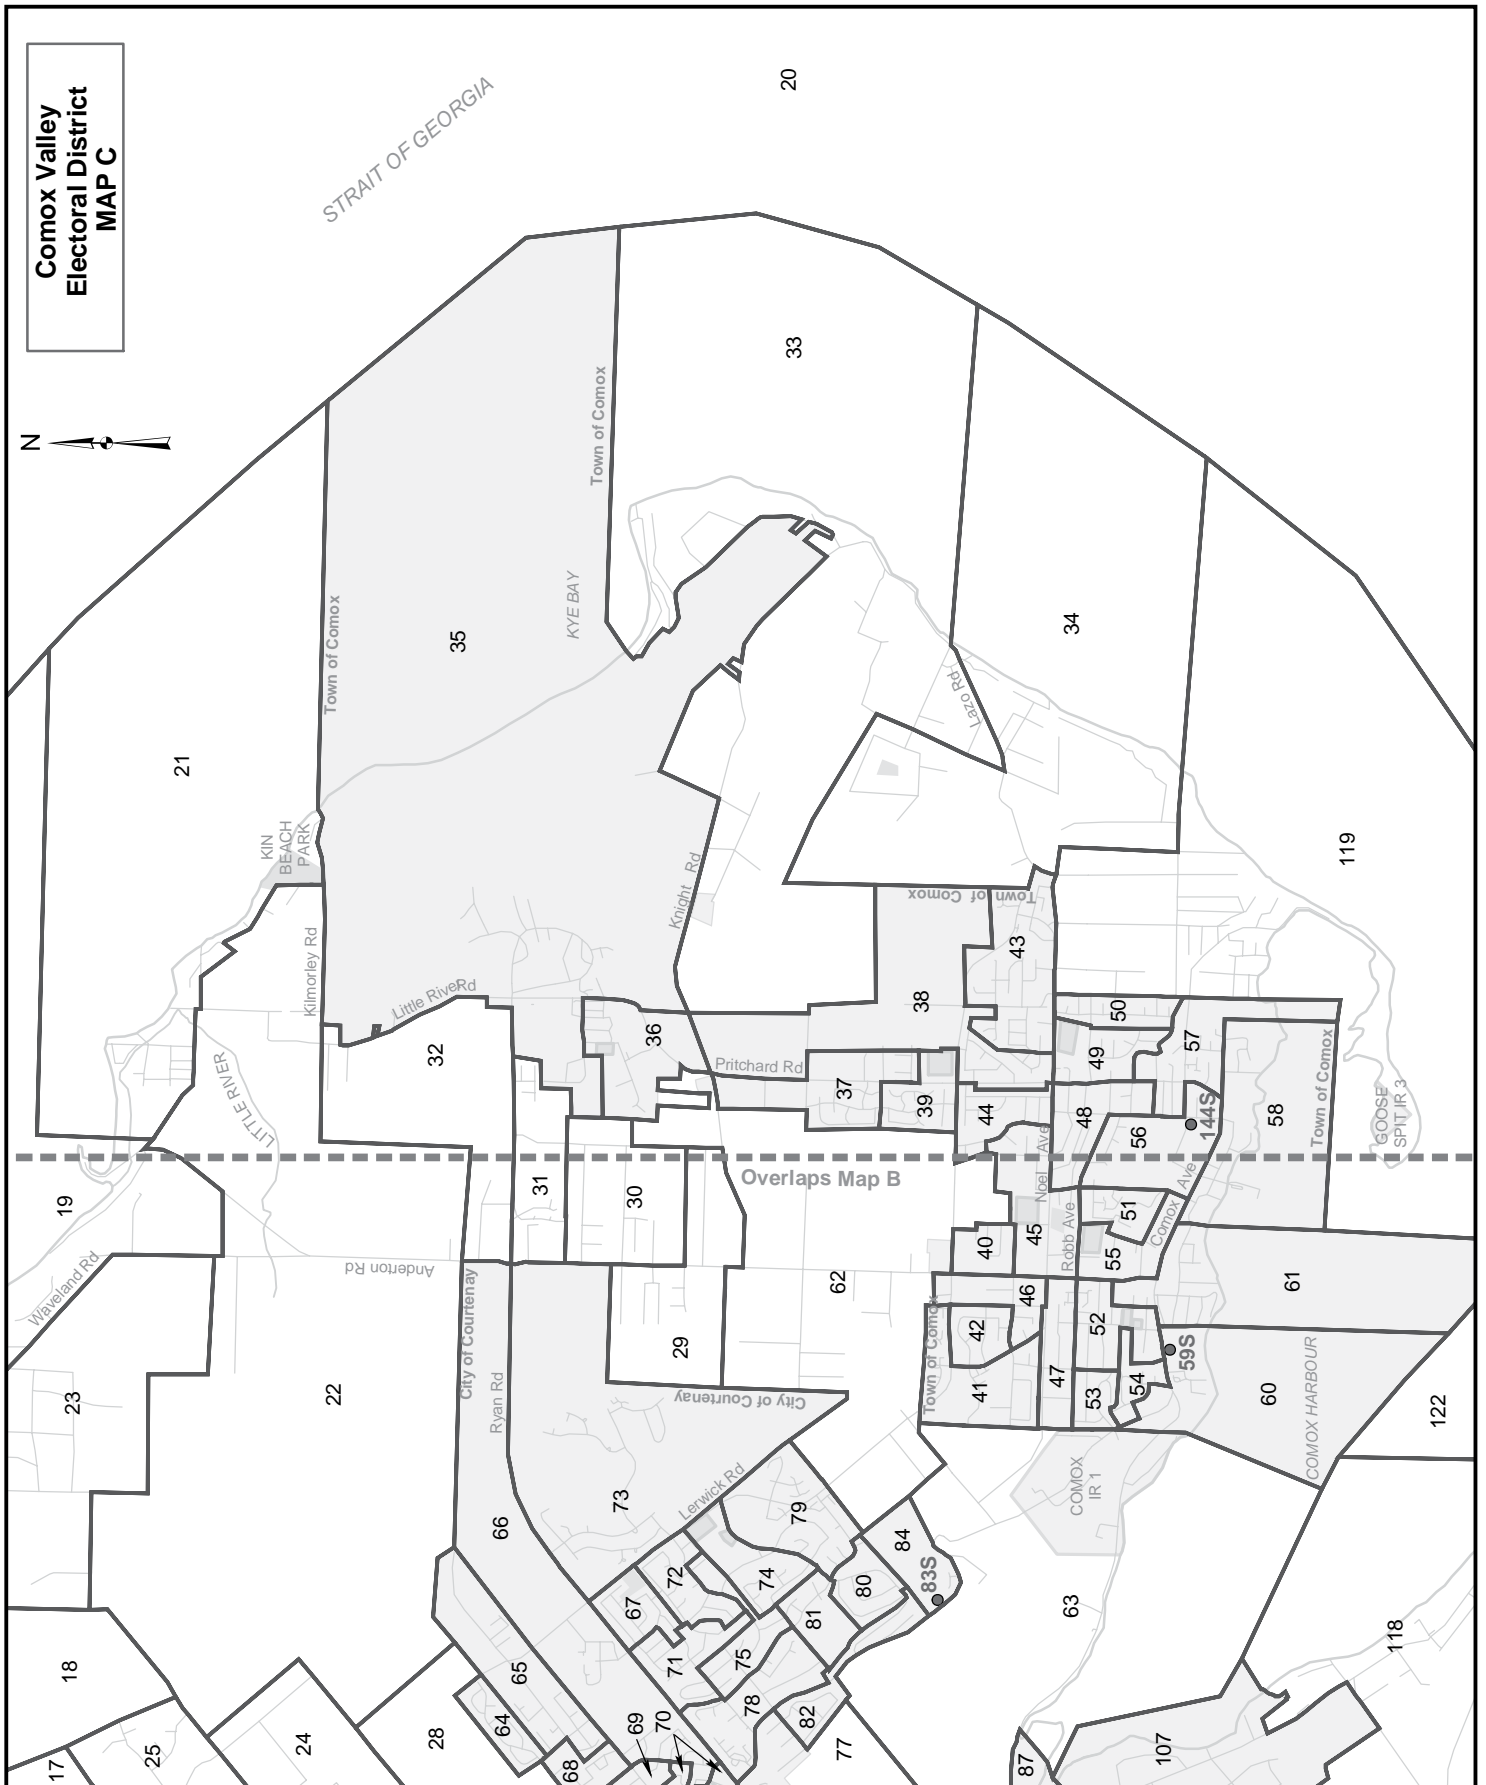 Comox Valley
Electoral District
MAP C
N
STRAIT OF GEORGIA
20
33
Town of Comox
35
KYE BAY
Town of Comox
34
21
KIN
BEACH
PARK
Lazo Rd
119
Knight Rd
Kilmorley Rd
Little River
Rd
32
36
38
Town of Comox
43
50
49
57
Pritchard Rd
37
39
44
48
56
144S
58
Town of Comox
GOOSE
SPIT IR 3
LITTLE RIVER
Overlaps Map B
19
31
30
Noel Ave
45
40
Robb Ave
51
55
Comox Ave
Waveland Rd
Anderton Rd
62
61
City of Courtenay
Ryan Rd
29
Town of Comox
42
46
41
47
52
53
54
59S
60
COMOX HARBOUR
122
23
22
City of Courtenay
66
73
Lerwick Rd
79
COMOX
IR 1
84
83S
72
74
80
67
81
63
18
65
71
75
118
64
78
82
69
70
17
25
24
28
68
77
87
107